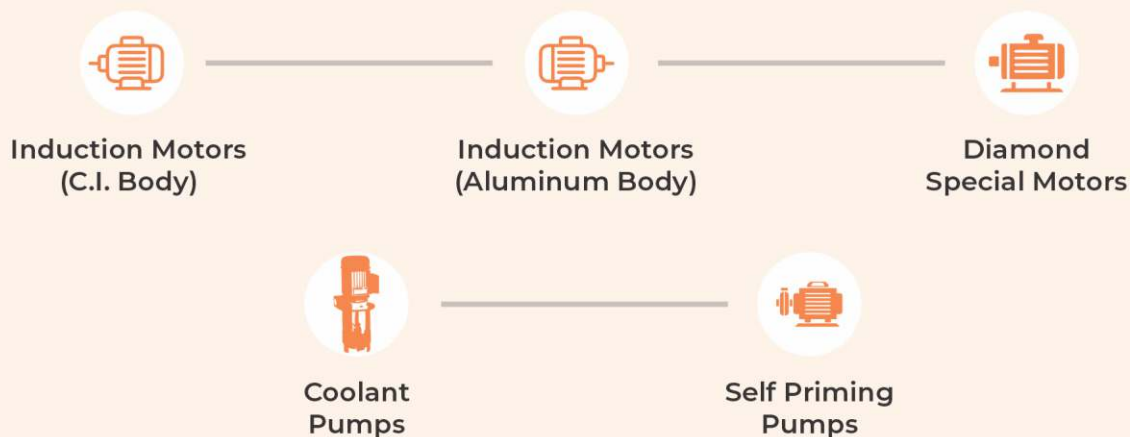 Induction Motors
(C.I. Body)
Induction Motors
(Aluminum Body)
Diamond
Special Motors
Coolant
Pumps
Self Priming
Pumps